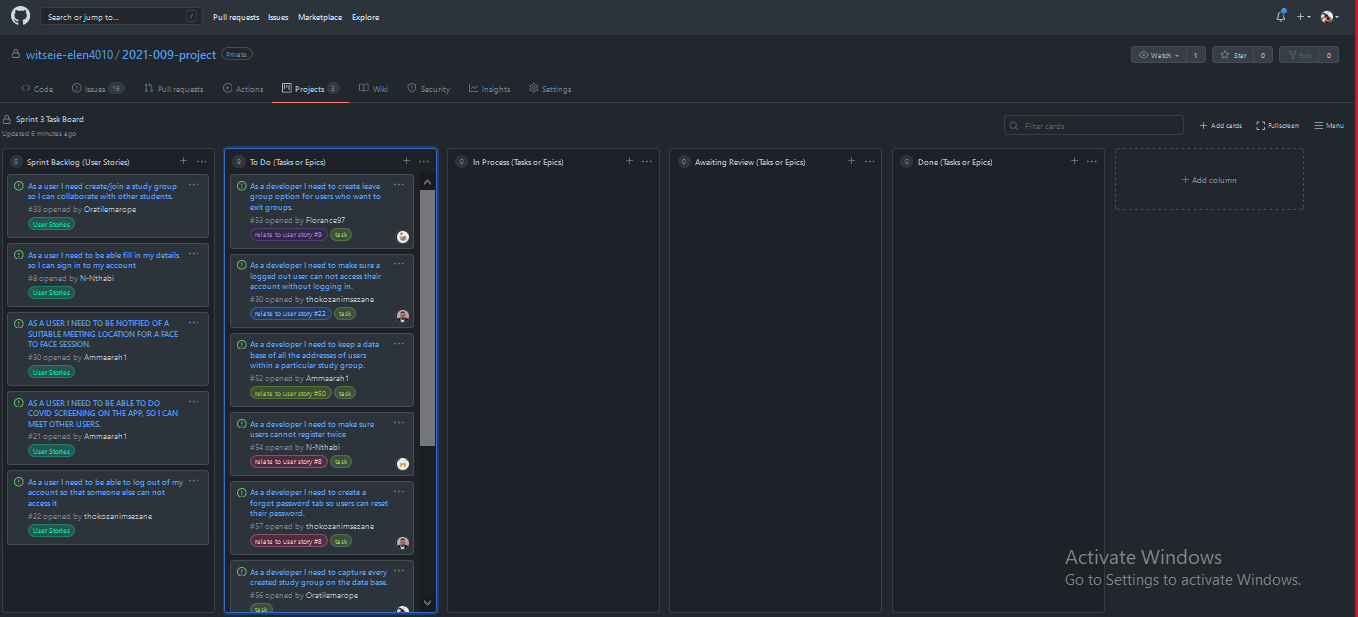 Search or jump to... /
Pull requests Issues Marketplace Explore
witseie-elen4010 / 2021-009-project Private
Watch 1 Star 0 Fork 0
Code Issues 16 Pull requests Actions Projects 3 Wiki Security Insights Settings
Sprint 3 Task Board
Updated 6 minutes ago
Filter cards
Add cards Fullscreen Menu
5 Sprint Backlog (User Stories)
As a user I need create/join a study group
so I can collaborate with other students.
#33 opened by Oratilemarope
User Stories
As a user I need to be able fill in my details
so I can sign in to my account
#8 opened by N-Nthabi
User Stories
AS A USER I NEED TO BE NOTIFIED OF A
SUITABLE MEETING LOCATION FOR A FACE
TO FACE SESSION.
#50 opened by Ammaarah1
User Stories
AS A USER I NEED TO BE ABLE TO DO
COVID SCREENING ON THE APP, SO I CAN
MEET OTHER USERS.
#21 opened by Ammaarah1
User Stories
As a user I need to be able to log out of my
account so that someone else can not
access it
#22 opened by thokozanimsezane
User Stories
9 To Do (Tasks or Epics)
As a developer I need to create leave
group option for users who want to
exit groups.
#53 opened by Florance97
relate to user story #9 task
As a developer I need to make sure a
logged out user can not access their
account without logging in.
#30 opened by thokozanimsezane
relate to user story #22 task
As a developer I need to keep a data
base of all the addresses of users
within a particular study group.
#52 opened by Ammaarah1
relate to user story #50 task
As a developer I need to make sure
users cannot register twice
#54 opened by N-Nthabi
relate to user story #8 task
As a developer I need to create a
forgot password tab so users can reset
their password.
#57 opened by thokozanimsezane
relate to user story #8 task
As a developer I need to capture every
created study group on the data base.
#56 opened by Oratilemarope
task
0 In Process (Tasks or Epics)
0 Awaiting Review (Taks or Epics)
0 Done (Tasks or Epics)
+ Add column
Activate Windows
Go to Settings to activate Windows.